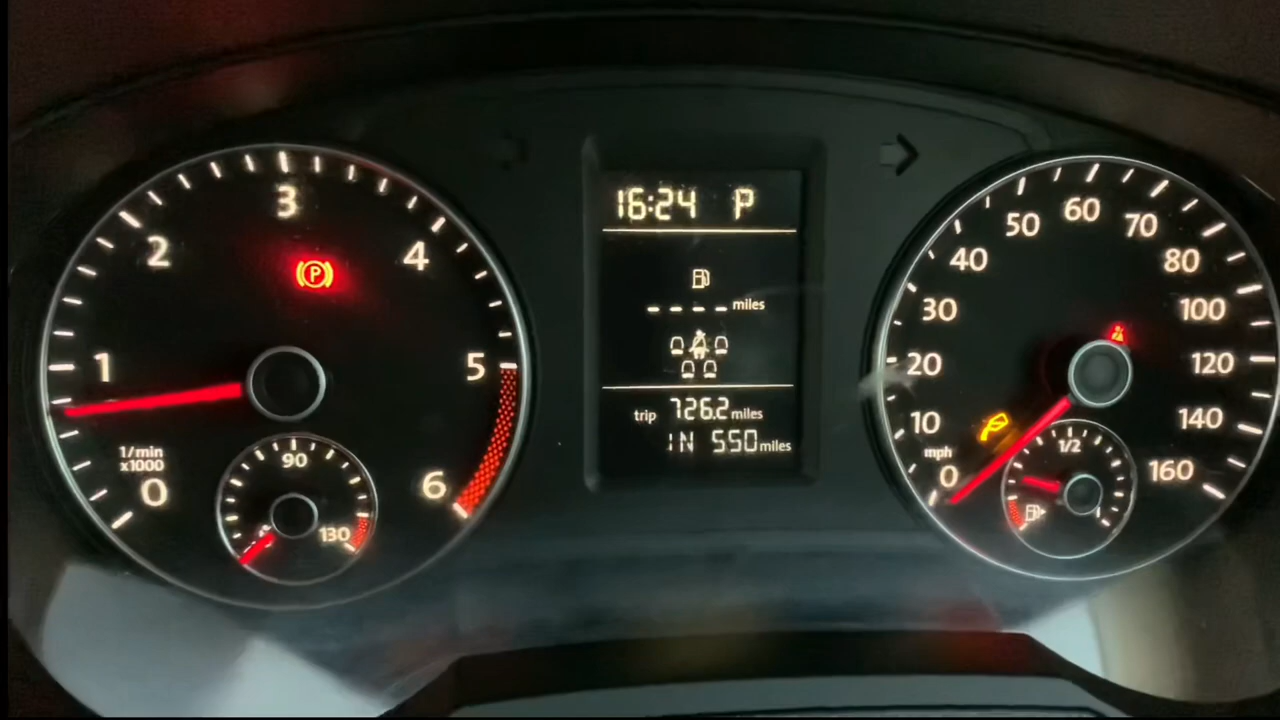 16:24 P
- - - - miles
trip 726.2 miles
IN 550 miles
0
1
2
3
4
5
6
1/min
x1000
90
130
P
0
10
20
30
40
50
60
70
80
100
120
140
160
mph
1/2